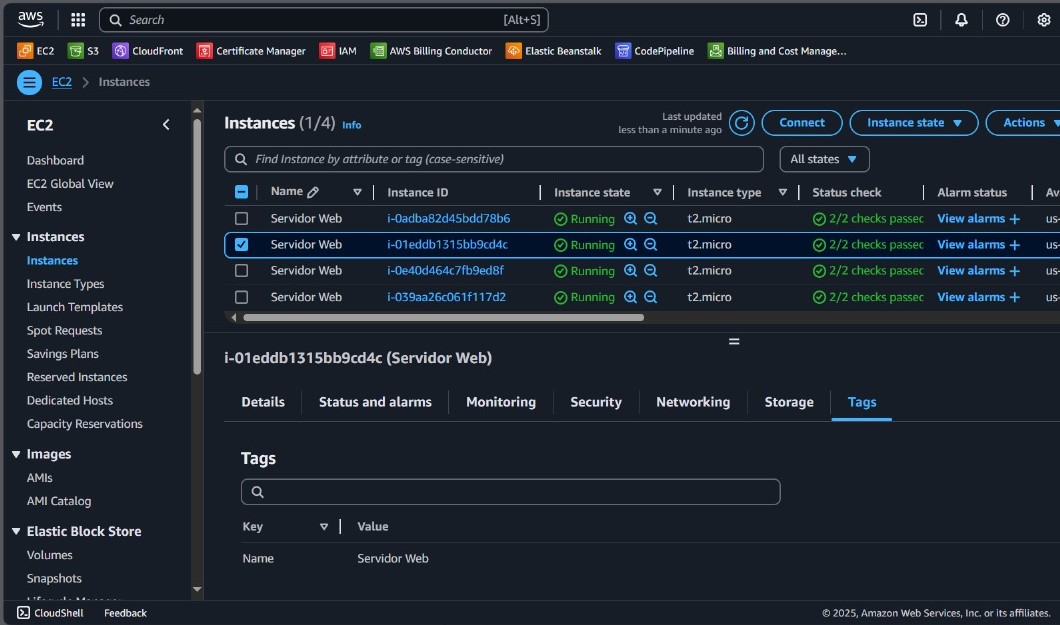 aws
Search [Alt+S]
EC2 S3 CloudFront Certificate Manager IAM AWS Billing Conductor Elastic Beanstalk CodePipeline Billing and Cost Manage...
EC2 > Instances
EC2
Dashboard
EC2 Global View
Events
Instances
Instances
Instance Types
Launch Templates
Spot Requests
Savings Plans
Reserved Instances
Dedicated Hosts
Capacity Reservations
Images
AMIs
AMI Catalog
Elastic Block Store
Volumes
Snapshots
Instances (1/4) Info
Last updated
less than a minute ago
Connect Instance state Actions
Find Instance by attribute or tag (case-sensitive) All states
Name Instance ID Instance state Instance type Status check Alarm status Av
Servidor Web i-0adba82d45bdd78b6 Running t2.micro 2/2 checks passed View alarms + us-
Servidor Web i-01eddb1315bb9cd4c Running t2.micro 2/2 checks passed View alarms + us-
Servidor Web i-0e40d464c7fb9ed8f Running t2.micro 2/2 checks passed View alarms + us-
Servidor Web i-039aa26c061f117d2 Running t2.micro 2/2 checks passed View alarms + us-
i-01eddb1315bb9cd4c (Servidor Web)
Details Status and alarms Monitoring Security Networking Storage Tags
Tags
Key Value
Name Servidor Web
CloudShell Feedback © 2025, Amazon Web Services, Inc. or its affiliates.